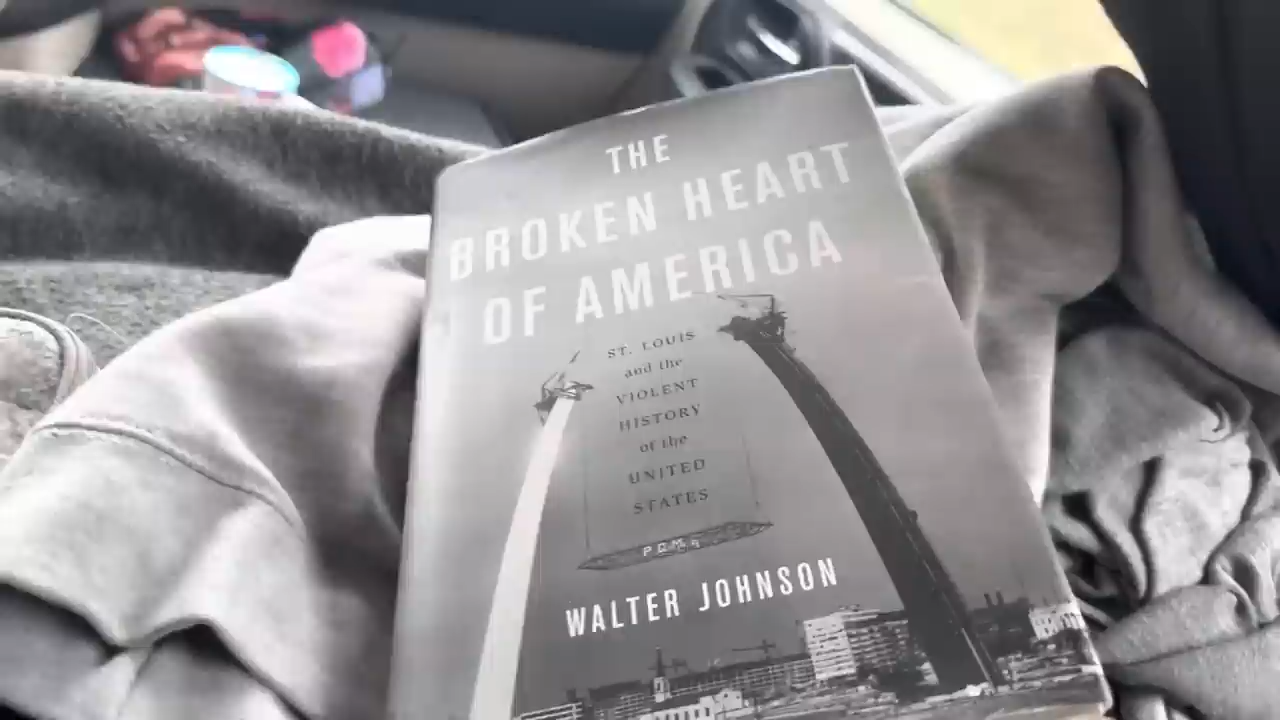 THE
BROKEN HEART
OF AMERICA
ST. LOUIS
and the
VIOLENT
HISTORY
of the
UNITED
STATES
WALTER JOHNSON